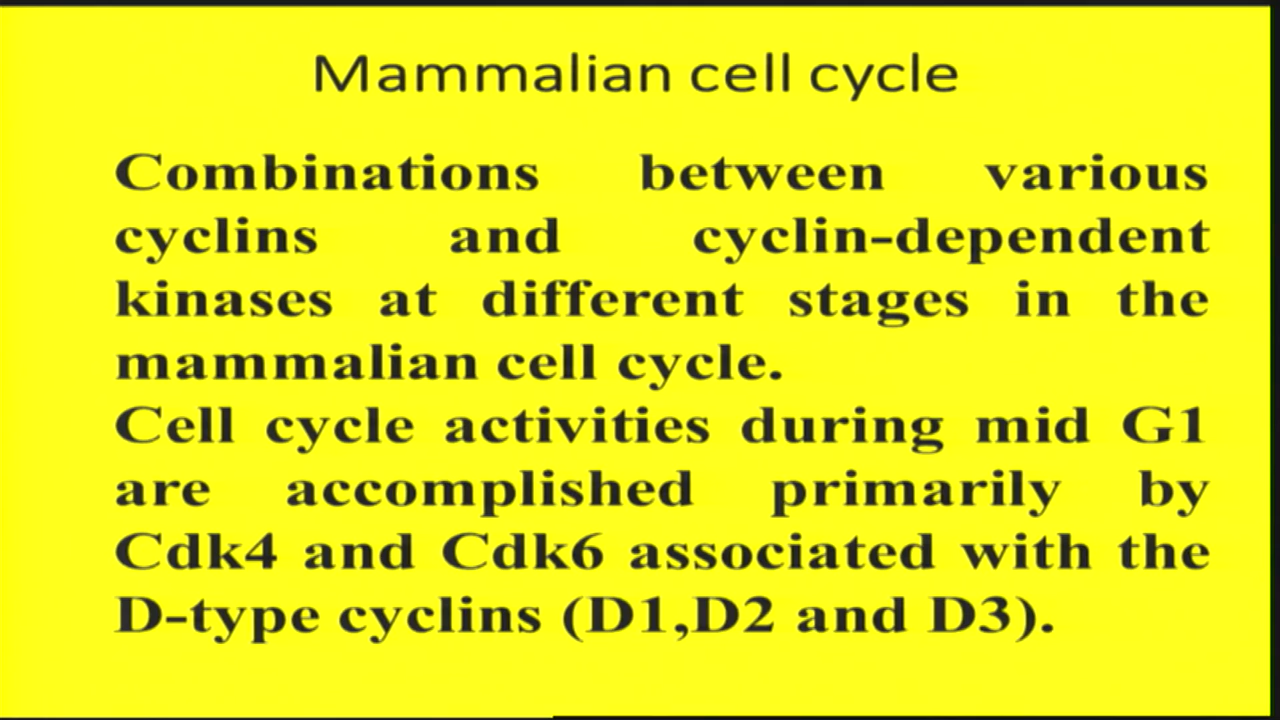 Mammalian cell cycle
Combinations between various
cyclins and cyclin-dependent
kinases at different stages in the
mammalian cell cycle.
Cell cycle activities during mid G1
are accomplished primarily by
Cdk4 and Cdk6 associated with the
D-type cyclins (D1,D2 and D3).